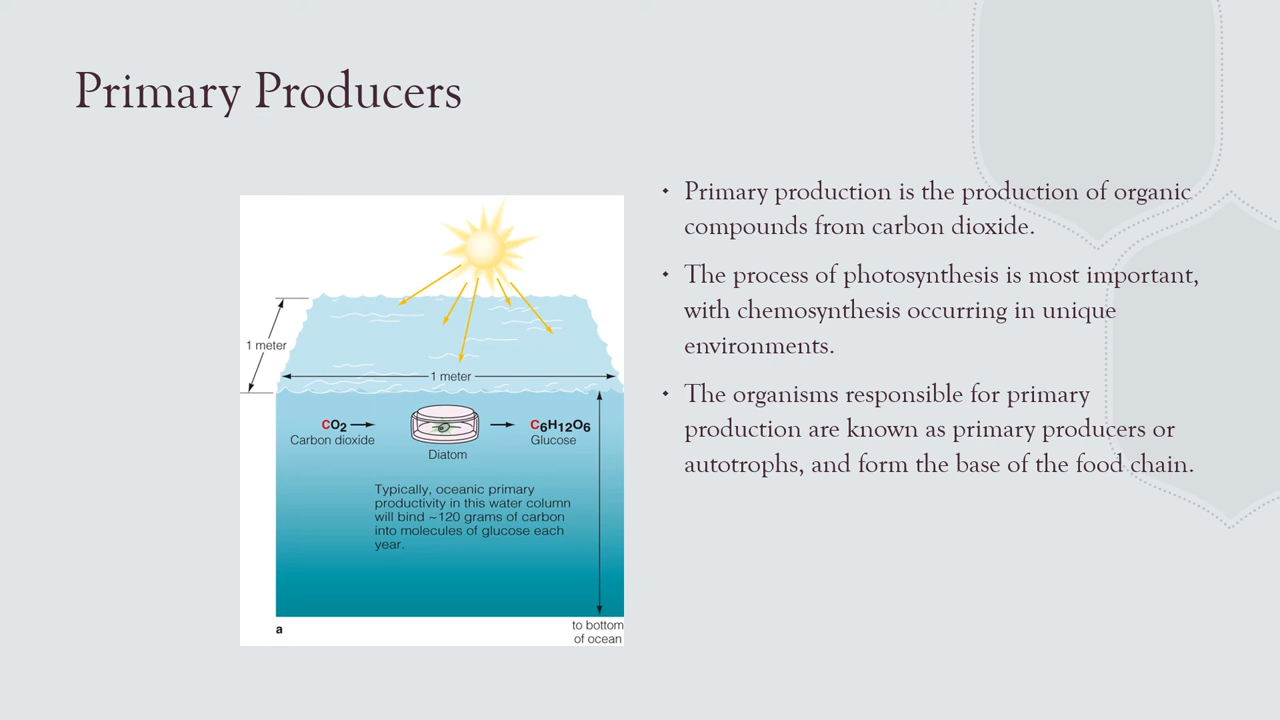 Primary Producers
1 meter
1 meter
CO2
Carbon dioxide
Diatom
C6H12O6
Glucose
Typically, oceanic primary
productivity in this water column
will bind ~120 grams of carbon
into molecules of glucose each
year.
a
to bottom
of ocean
Primary production is the production of organic
compounds from carbon dioxide.
The process of photosynthesis is most important,
with chemosynthesis occurring in unique
environments.
The organisms responsible for primary
production are known as primary producers or
autotrophs, and form the base of the food chain.